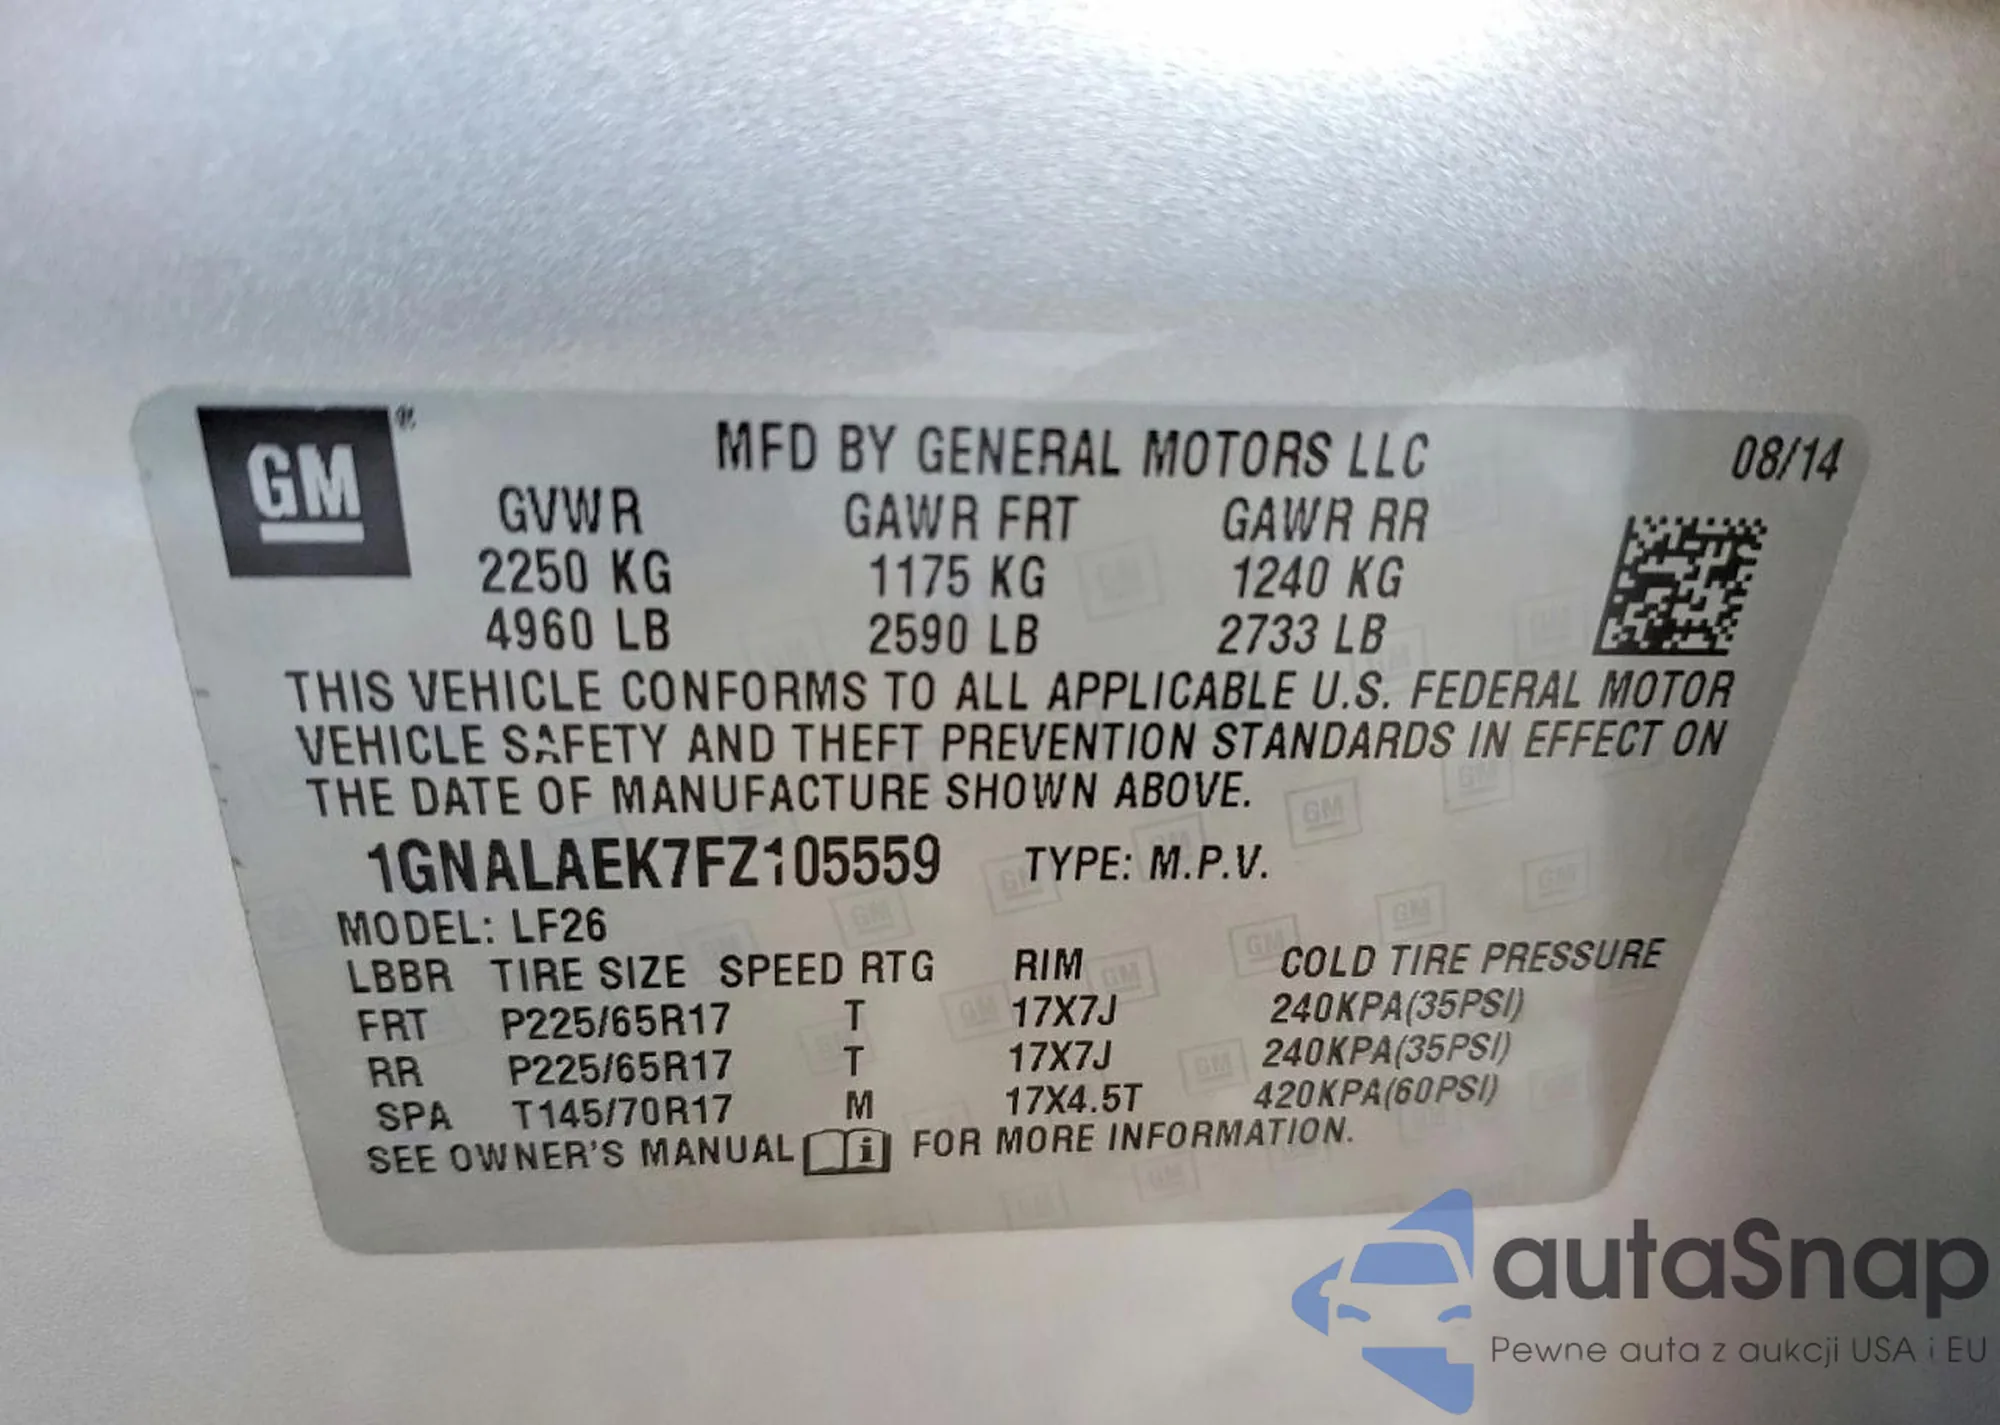 GM®
MFD BY GENERAL MOTORS LLC 08/14
GVWR GAWR FRT GAWR RR
2250 KG 1175 KG 1240 KG
4960 LB 2590 LB 2733 LB
THIS VEHICLE CONFORMS TO ALL APPLICABLE U.S. FEDERAL MOTOR
VEHICLE SAFETY AND THEFT PREVENTION STANDARDS IN EFFECT ON
THE DATE OF MANUFACTURE SHOWN ABOVE.
1GNALAEK7FZ105559 TYPE: M.P.V.
MODEL: LF26
LBBR TIRE SIZE SPEED RTG RIM COLD TIRE PRESSURE
FRT P225/65R17 T 17X7J 240KPA(35PSI)
RR P225/65R17 T 17X7J 240KPA(35PSI)
SPA T145/70R17 M 17X4.5T 420KPA(60PSI)
SEE OWNER'S MANUAL i FOR MORE INFORMATION.
autaSnap
Pewne auta z aukcji USA i EU